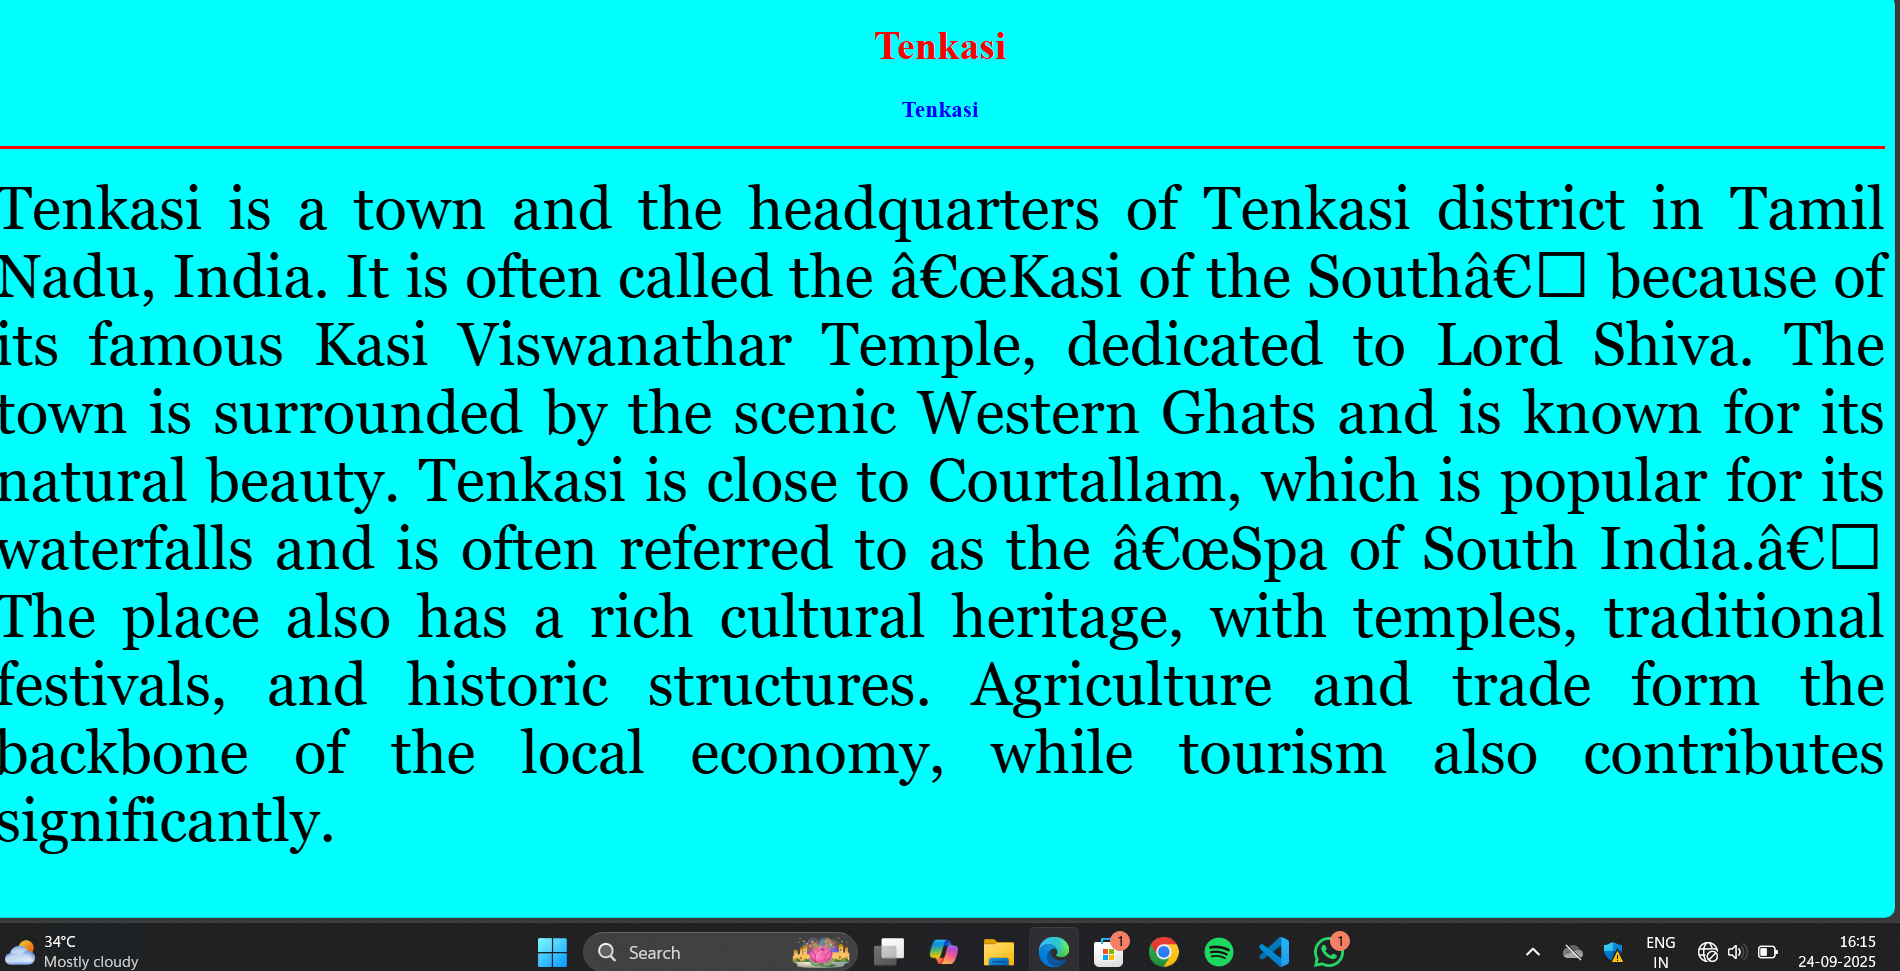 Tenkasi
Tenkasi
Tenkasi is a town and the headquarters of Tenkasi district in Tamil
Nadu, India. It is often called the â€œKasi of the Southâ€□ because of
its famous Kasi Viswanathar Temple, dedicated to Lord Shiva. The
town is surrounded by the scenic Western Ghats and is known for its
natural beauty. Tenkasi is close to Courtallam, which is popular for its
waterfalls and is often referred to as the â€œSpa of South India.â€□
The place also has a rich cultural heritage, with temples, traditional
festivals, and historic structures. Agriculture and trade form the
backbone of the local economy, while tourism also contributes
significantly.
34°C
Mostly cloudy
Search
1
1
ENG
IN
16:15
24-09-2025